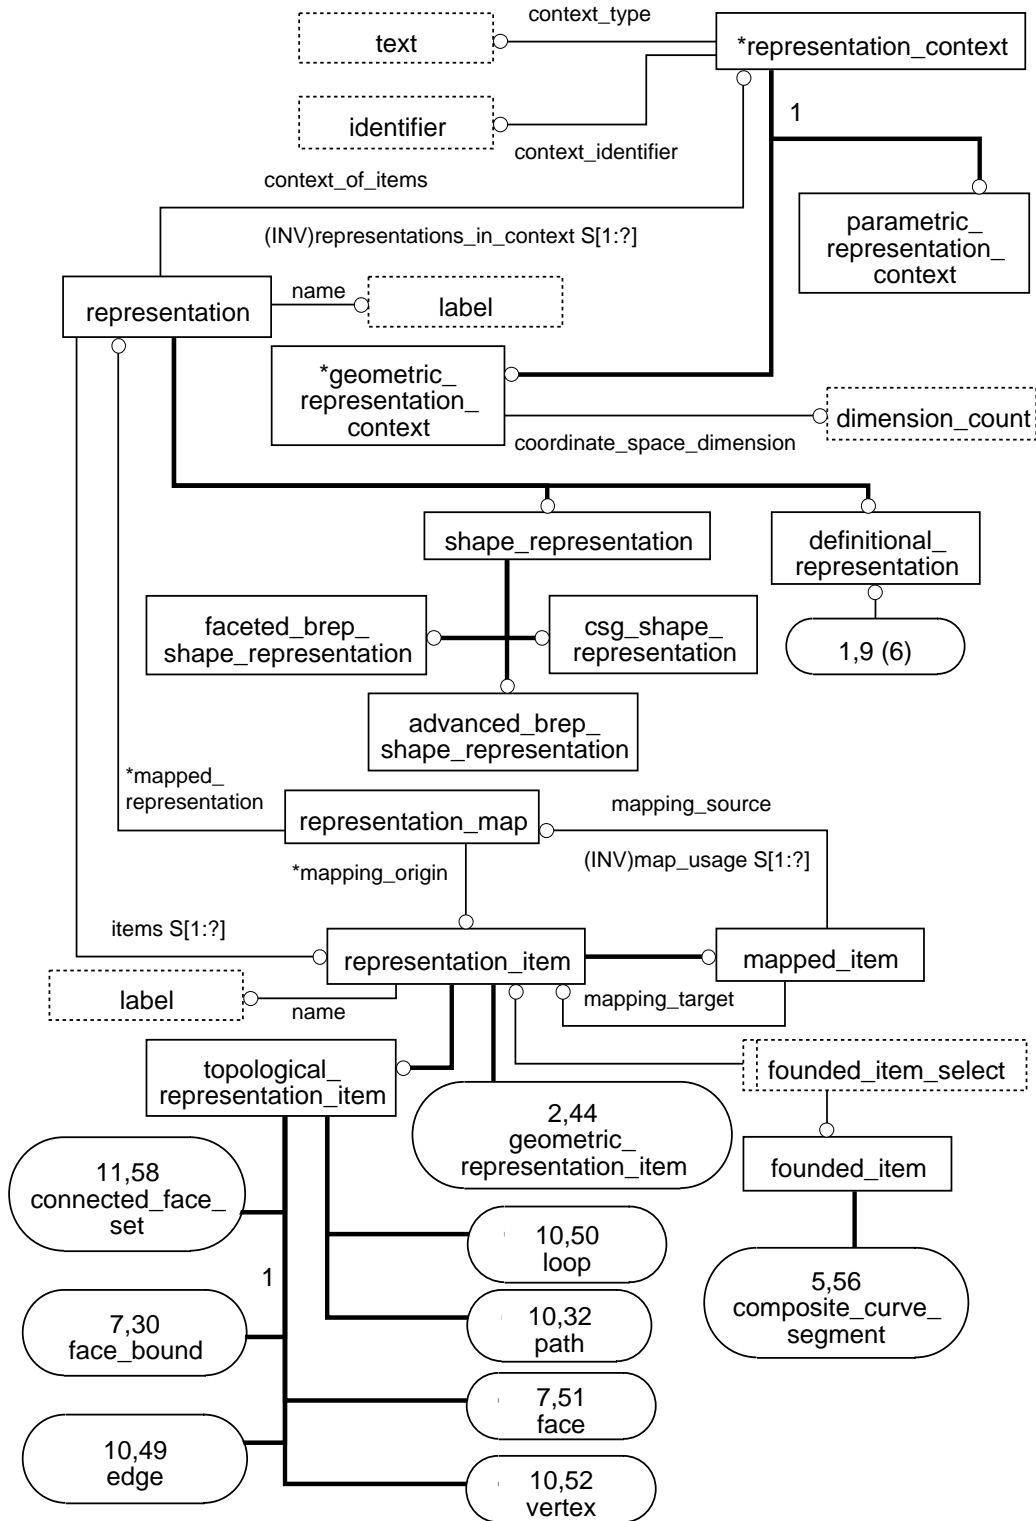 context_type
text
*representation_context
identifier
1
context_identifier
context_of_items
parametric_
representation_
context
(INV)representations_in_context S[1:?]
representation
name
label
*geometric_
representation_
context
dimension_count
coordinate_space_dimension
shape_representation
definitional_
representation
faceted_brep_
shape_representation
csg_shape_
representation
1,9 (6)
advanced_brep_
shape_representation
*mapped_
representation
representation_map
mapping_source
(INV)map_usage S[1:?]
*mapping_origin
items S[1:?]
representation_item
mapped_item
label
name
mapping_target
topological_
representation_item
founded_item_select
2,44
geometric_
representation_item
founded_item
11,58
connected_face_
set
10,50
loop
1
5,56
composite_curve_
segment
7,30
face_bound
10,32
path
7,51
face
10,49
edge
10,52
vertex